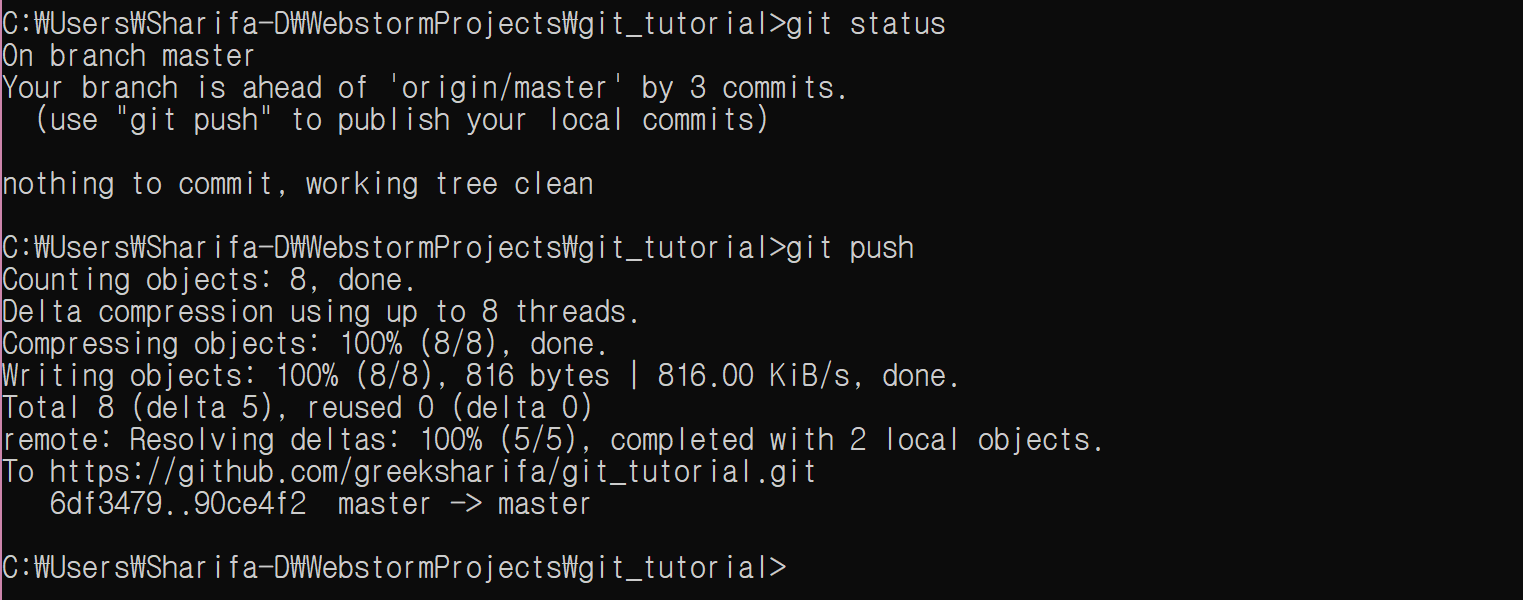 C:₩Users₩Sharifa-D₩WebstormProjects₩git_tutorial>git status
On branch master
Your branch is ahead of 'origin/master' by 3 commits.
  (use "git push" to publish your local commits)

nothing to commit, working tree clean

C:₩Users₩Sharifa-D₩WebstormProjects₩git_tutorial>git push
Counting objects: 8, done.
Delta compression using up to 8 threads.
Compressing objects: 100% (8/8), done.
Writing objects: 100% (8/8), 816 bytes | 816.00 KiB/s, done.
Total 8 (delta 5), reused 0 (delta 0)
remote: Resolving deltas: 100% (5/5), completed with 2 local objects.
To https://github.com/greeksharifa/git_tutorial.git
   6df3479..90ce4f2  master -> master

C:₩Users₩Sharifa-D₩WebstormProjects₩git_tutorial>